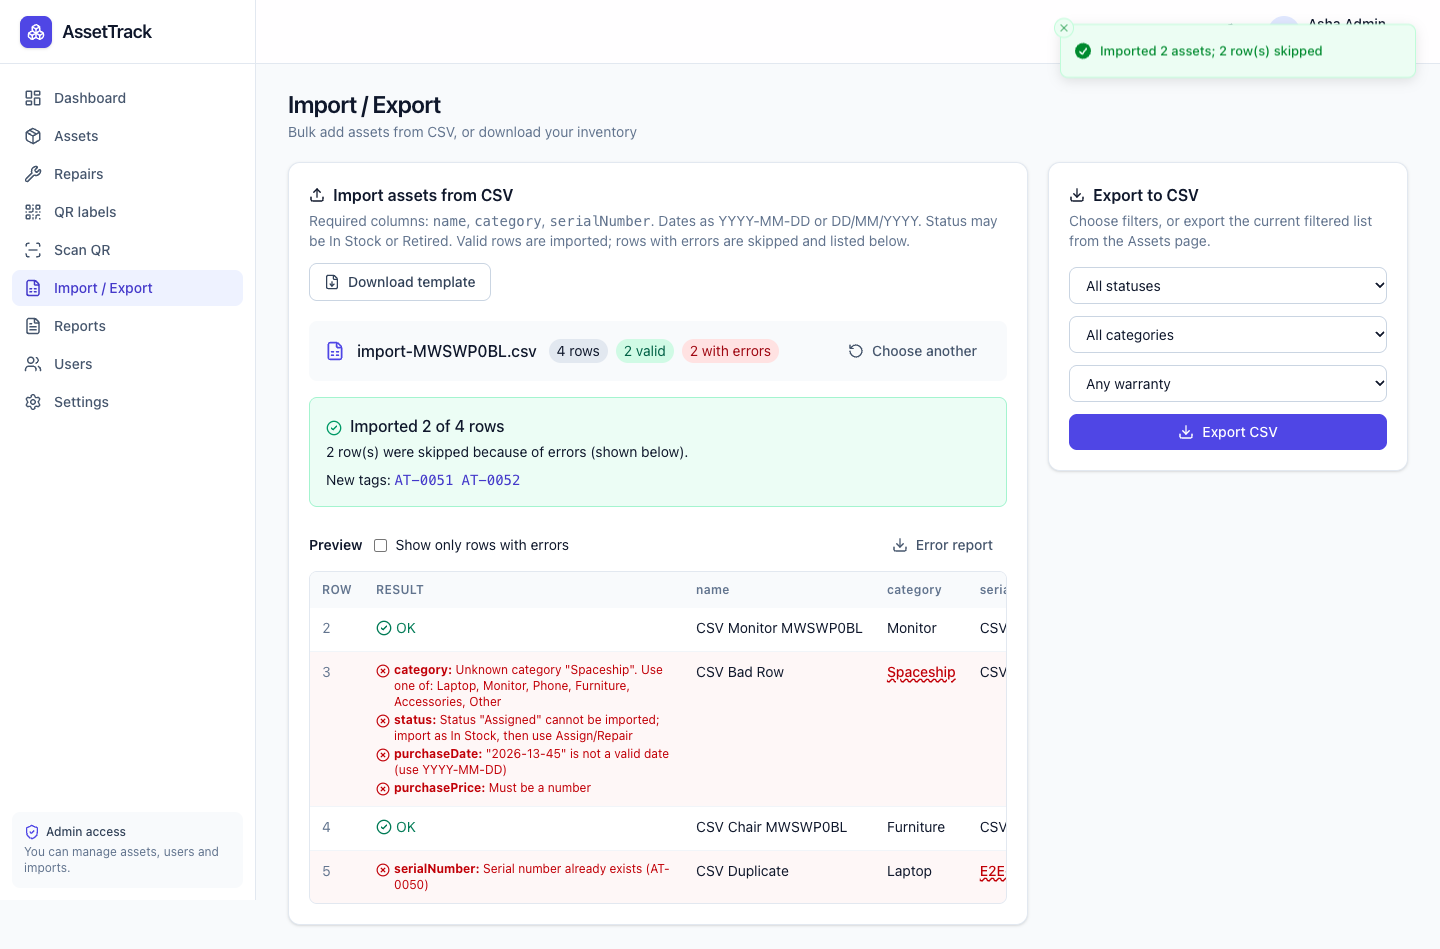 AssetTrack
Asha Admin
Imported 2 assets; 2 row(s) skipped
Dashboard
Assets
Repairs
QR labels
Scan QR
Import / Export
Reports
Users
Settings
Admin access
You can manage assets, users and
imports.
Import / Export
Bulk add assets from CSV, or download your inventory
Import assets from CSV
Required columns: name, category, serialNumber. Dates as YYYY-MM-DD or DD/MM/YYYY. Status may
be In Stock or Retired. Valid rows are imported; rows with errors are skipped and listed below.
Download template
import-MWSWP0BL.csv 4 rows 2 valid 2 with errors Choose another
Imported 2 of 4 rows
2 row(s) were skipped because of errors (shown below).
New tags: AT-0051 AT-0052
Preview Show only rows with errors Error report
ROW RESULT name category seria
2 OK CSV Monitor MWSWP0BL Monitor CSV
3 category: Unknown category "Spaceship". Use CSV Bad Row Spaceship CSV
one of: Laptop, Monitor, Phone, Furniture,
Accessories, Other
status: Status "Assigned" cannot be imported;
import as In Stock, then use Assign/Repair
purchaseDate: "2026-13-45" is not a valid date
(use YYYY-MM-DD)
purchasePrice: Must be a number
4 OK CSV Chair MWSWP0BL Furniture CSV
5 serialNumber: Serial number already exists (AT- CSV Duplicate Laptop E2E
0050)
Export to CSV
Choose filters, or export the current filtered list
from the Assets page.
All statuses
All categories
Any warranty
Export CSV